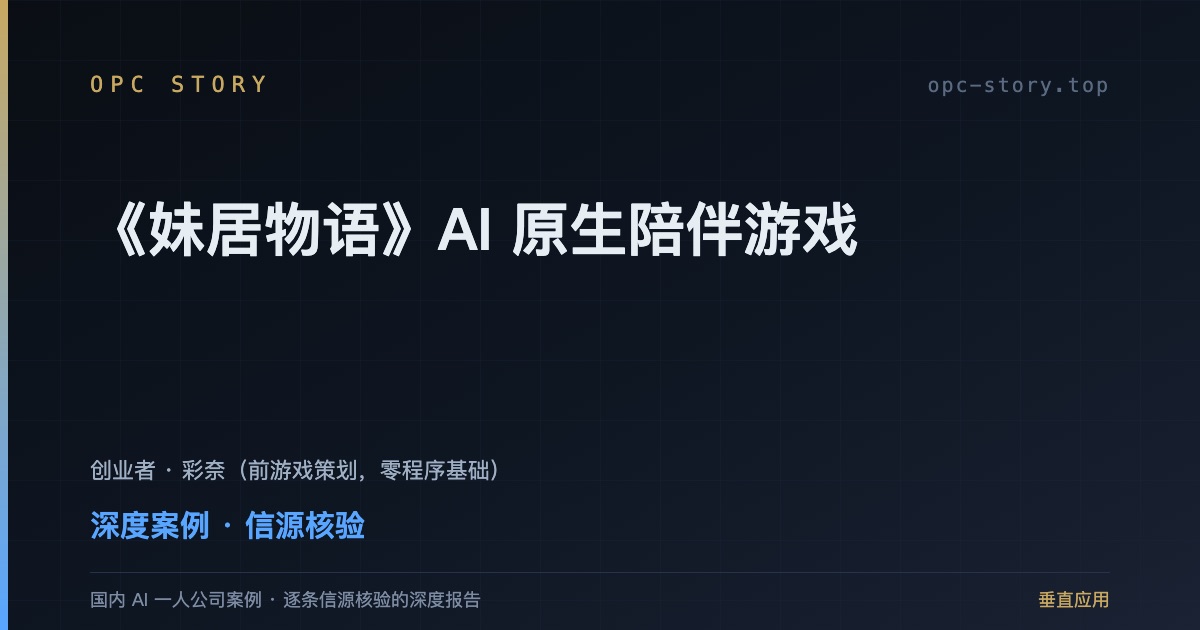 OPC STORY
opc-story.top
《妹居物语》AI 原生陪伴游戏
创业者 · 彩奈（前游戏策划，零程序基础）
深度案例 · 信源核验
国内 AI 一人公司案例 · 逐条信源核验的深度报告
垂直应用